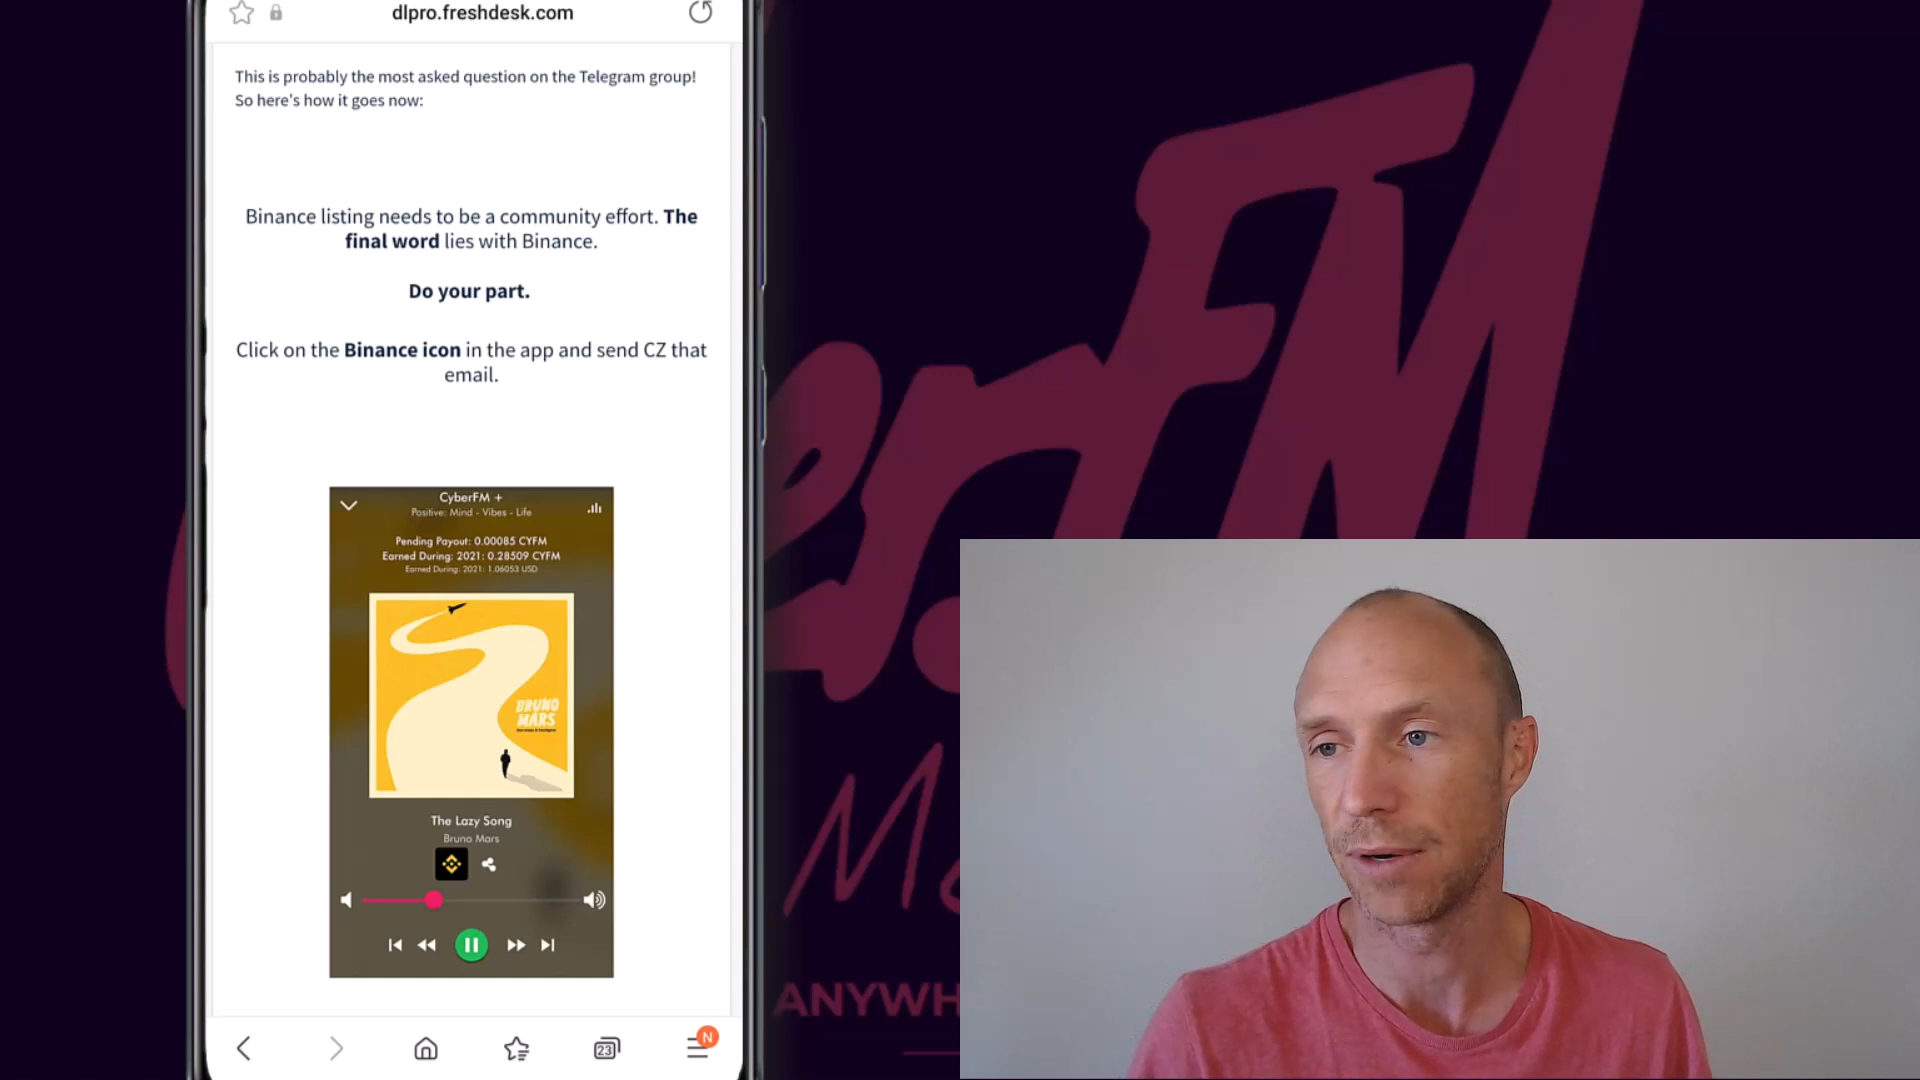 dlpro.freshdesk.com
This is probably the most asked question on the Telegram group!
So here's how it goes now:
Binance listing needs to be a community effort. The
final word lies with Binance.
Do your part.
Click on the Binance icon in the app and send CZ that
email.
CyberFM +
Positive: Mind - Vibes - Life
Pending Payout: 0.00085 CYFM
Earned During: 2021: 0.28509 CYFM
Earned During: 2021: 1.06053 USD
BRUNO
MARS
The Lazy Song
Bruno Mars
23
N
erFM
ANYWH